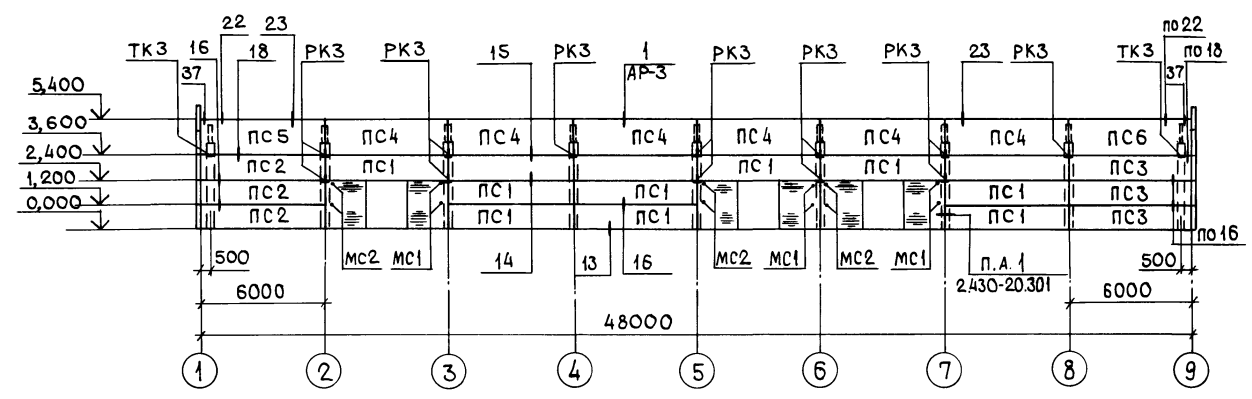 22 23 по 22
ТК3 16 18 РК3 РК3 15 РК3 1 РК3 РК3 РК3 23 РК3 ТК3 по 18
АР-3
37 37
5,400
3,600 ПС5 ПС4 ПС4 ПС4 ПС4 ПС4 ПС6
2,400 ПС2 ПС1 ПС1 ПС3
1,200 ПС2 ПС1 ПС1 ПС1 ПС3
0,000 ПС2 ПС1 ПС1 ПС1 ПС3
по 16
500 МС2 МС1 14 13 16 МС2 МС1 МС2 МС1 П.А.1 500
2.430-20.301
6000 6000
48000
1 2 3 4 5 6 7 8 9